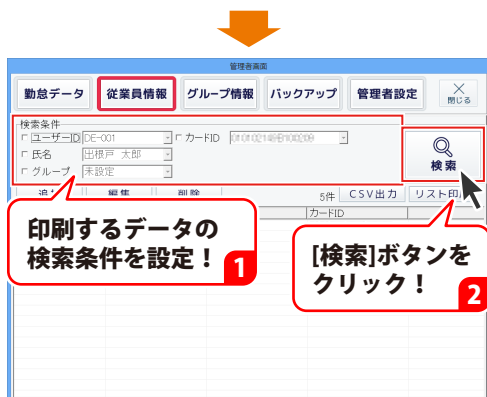 管理者画面
勤怠データ 従業員情報 グループ情報 バックアップ 管理者設定 閉じる
検索条件
ユーザーID DE-001 カードID
氏名 出根戸 太郎
グループ 未設定
検索
編集 削除 5件 CSV出力 リスト印刷
カードID
印刷するデータの
検索条件を設定！ 1
[検索]ボタンを
クリック！ 2